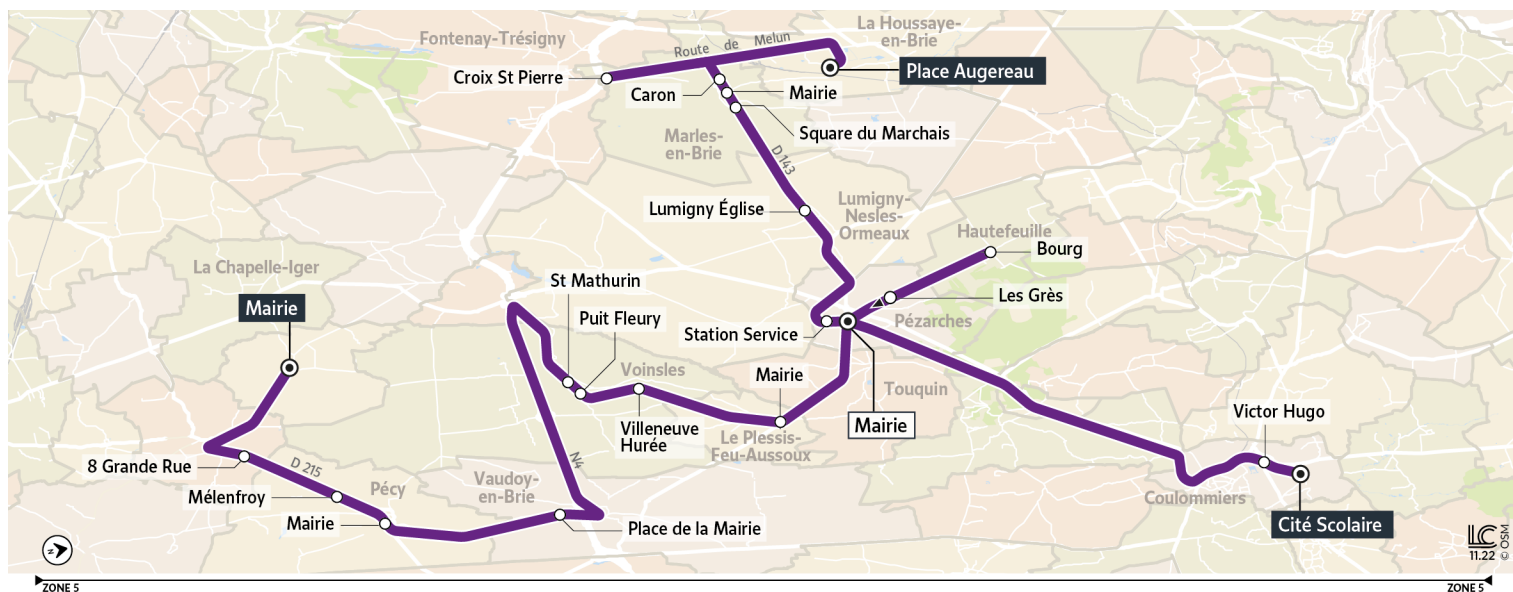 La Houssaye-
en-Brie
Fontenay-Trésigny
Route de Melun
Croix St Pierre
Place Augereau
Caron
Mairie
Square du Marchais
Marles-
en-Brie
D 143
Lumigny Église
Lumigny-
Nesles-
Ormeaux
Hautefeuille
Bourg
La Chapelle-Iger
St Mathurin
Les Grès
Mairie
Puit Fleury
Pézarches
Station Service
Voinsles
Mairie
Touquin
Villeneuve
Hurée
Mairie
Victor Hugo
Le Plessis-
Feu-Aussoux
8 Grande Rue
D 215
N4
Vaudoy-
en-Brie
Pécy
Mélenfroy
Coulommiers
Mairie
Place de la Mairie
Cité Scolaire
N
LC
11.22
© OSM
ZONE 5
ZONE 5